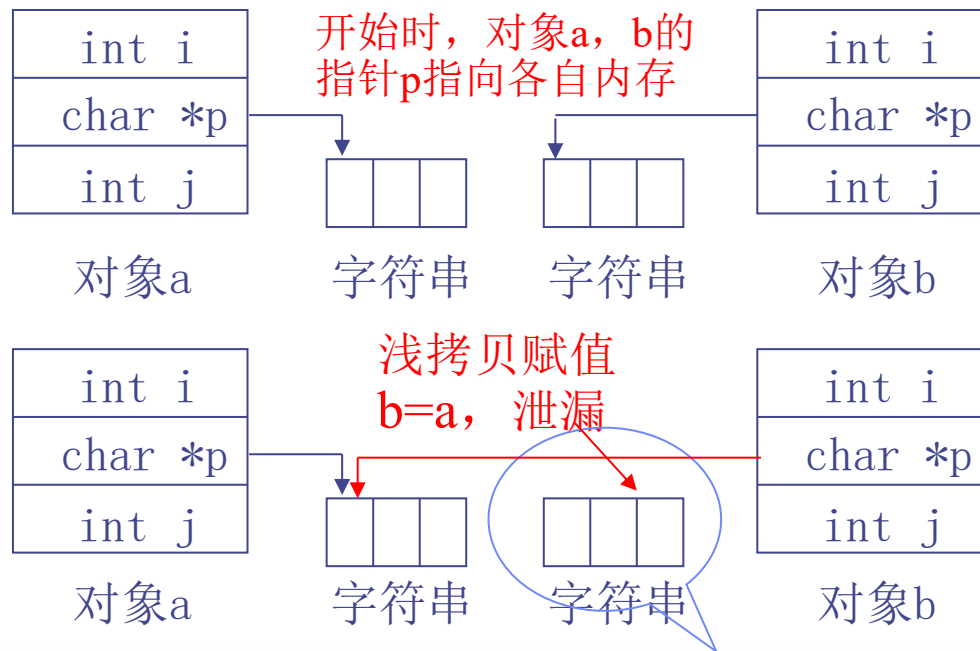 int i
char *p
int j
开始时，对象a，b的
指针p指向各自内存
int i
char *p
int j
对象a
字符串
字符串
对象b
int i
char *p
int j
浅拷贝赋值
b=a，泄漏
int i
char *p
int j
对象a
字符串
字符串
对象b